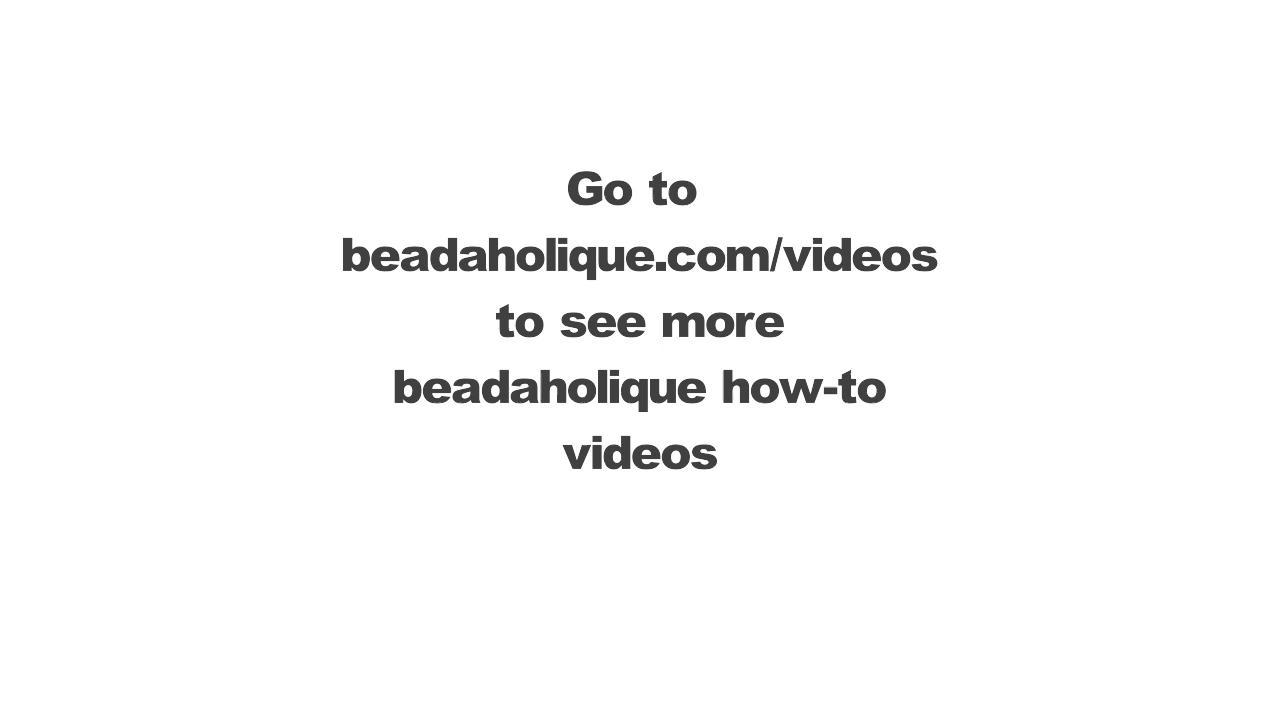 Go to
beadaholique.com/videos
to see more
beadaholique how-to
videos